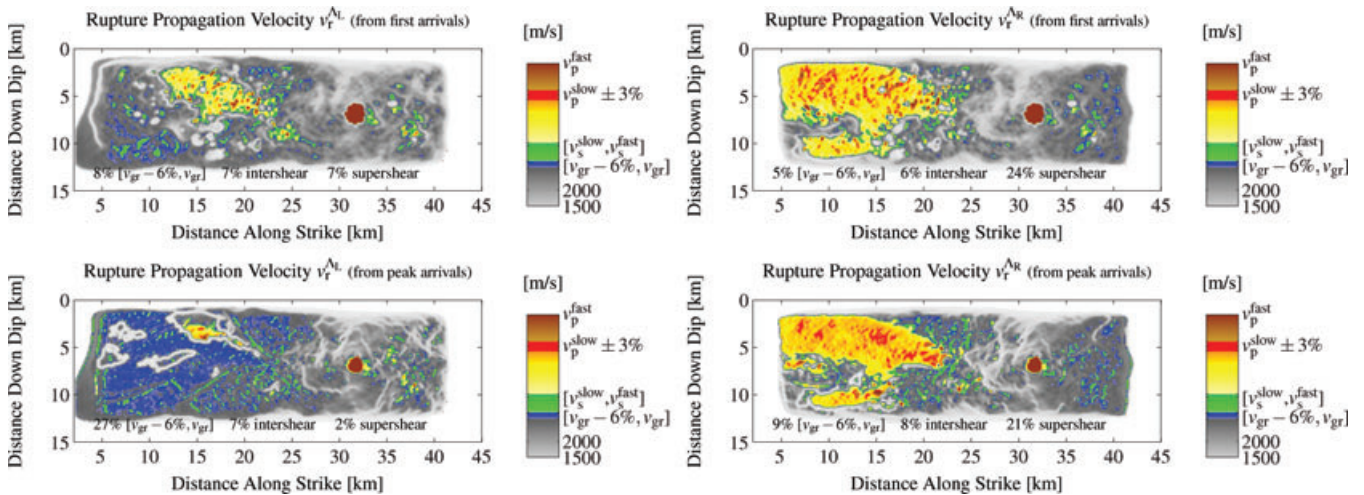 Rupture Propagation Velocity v_r^{A_L} (from first arrivals)
Distance Down Dip [km]
0
5
10
15
8% [v_gr − 6%, v_gr] 7% intershear 7% supershear
5 10 15 20 25 30 35 40 45
Distance Along Strike [km]
[m/s]
v_p^fast
v_p^slow ± 3%
[v_s^slow, v_s^fast]
[v_gr − 6%, v_gr]
2000
1500
Rupture Propagation Velocity v_r^{A_R} (from first arrivals)
Distance Down Dip [km]
0
5
10
15
5% [v_gr − 6%, v_gr] 6% intershear 24% supershear
5 10 15 20 25 30 35 40 45
Distance Along Strike [km]
[m/s]
v_p^fast
v_p^slow ± 3%
[v_s^slow, v_s^fast]
[v_gr − 6%, v_gr]
2000
1500
Rupture Propagation Velocity v_r^{A_L} (from peak arrivals)
Distance Down Dip [km]
0
5
10
15
27% [v_gr − 6%, v_gr] 7% intershear 2% supershear
5 10 15 20 25 30 35 40 45
Distance Along Strike [km]
[m/s]
v_p^fast
v_p^slow ± 3%
[v_s^slow, v_s^fast]
[v_gr − 6%, v_gr]
2000
1500
Rupture Propagation Velocity v_r^{A_R} (from peak arrivals)
Distance Down Dip [km]
0
5
10
15
9% [v_gr − 6%, v_gr] 8% intershear 21% supershear
5 10 15 20 25 30 35 40 45
Distance Along Strike [km]
[m/s]
v_p^fast
v_p^slow ± 3%
[v_s^slow, v_s^fast]
[v_gr − 6%, v_gr]
2000
1500